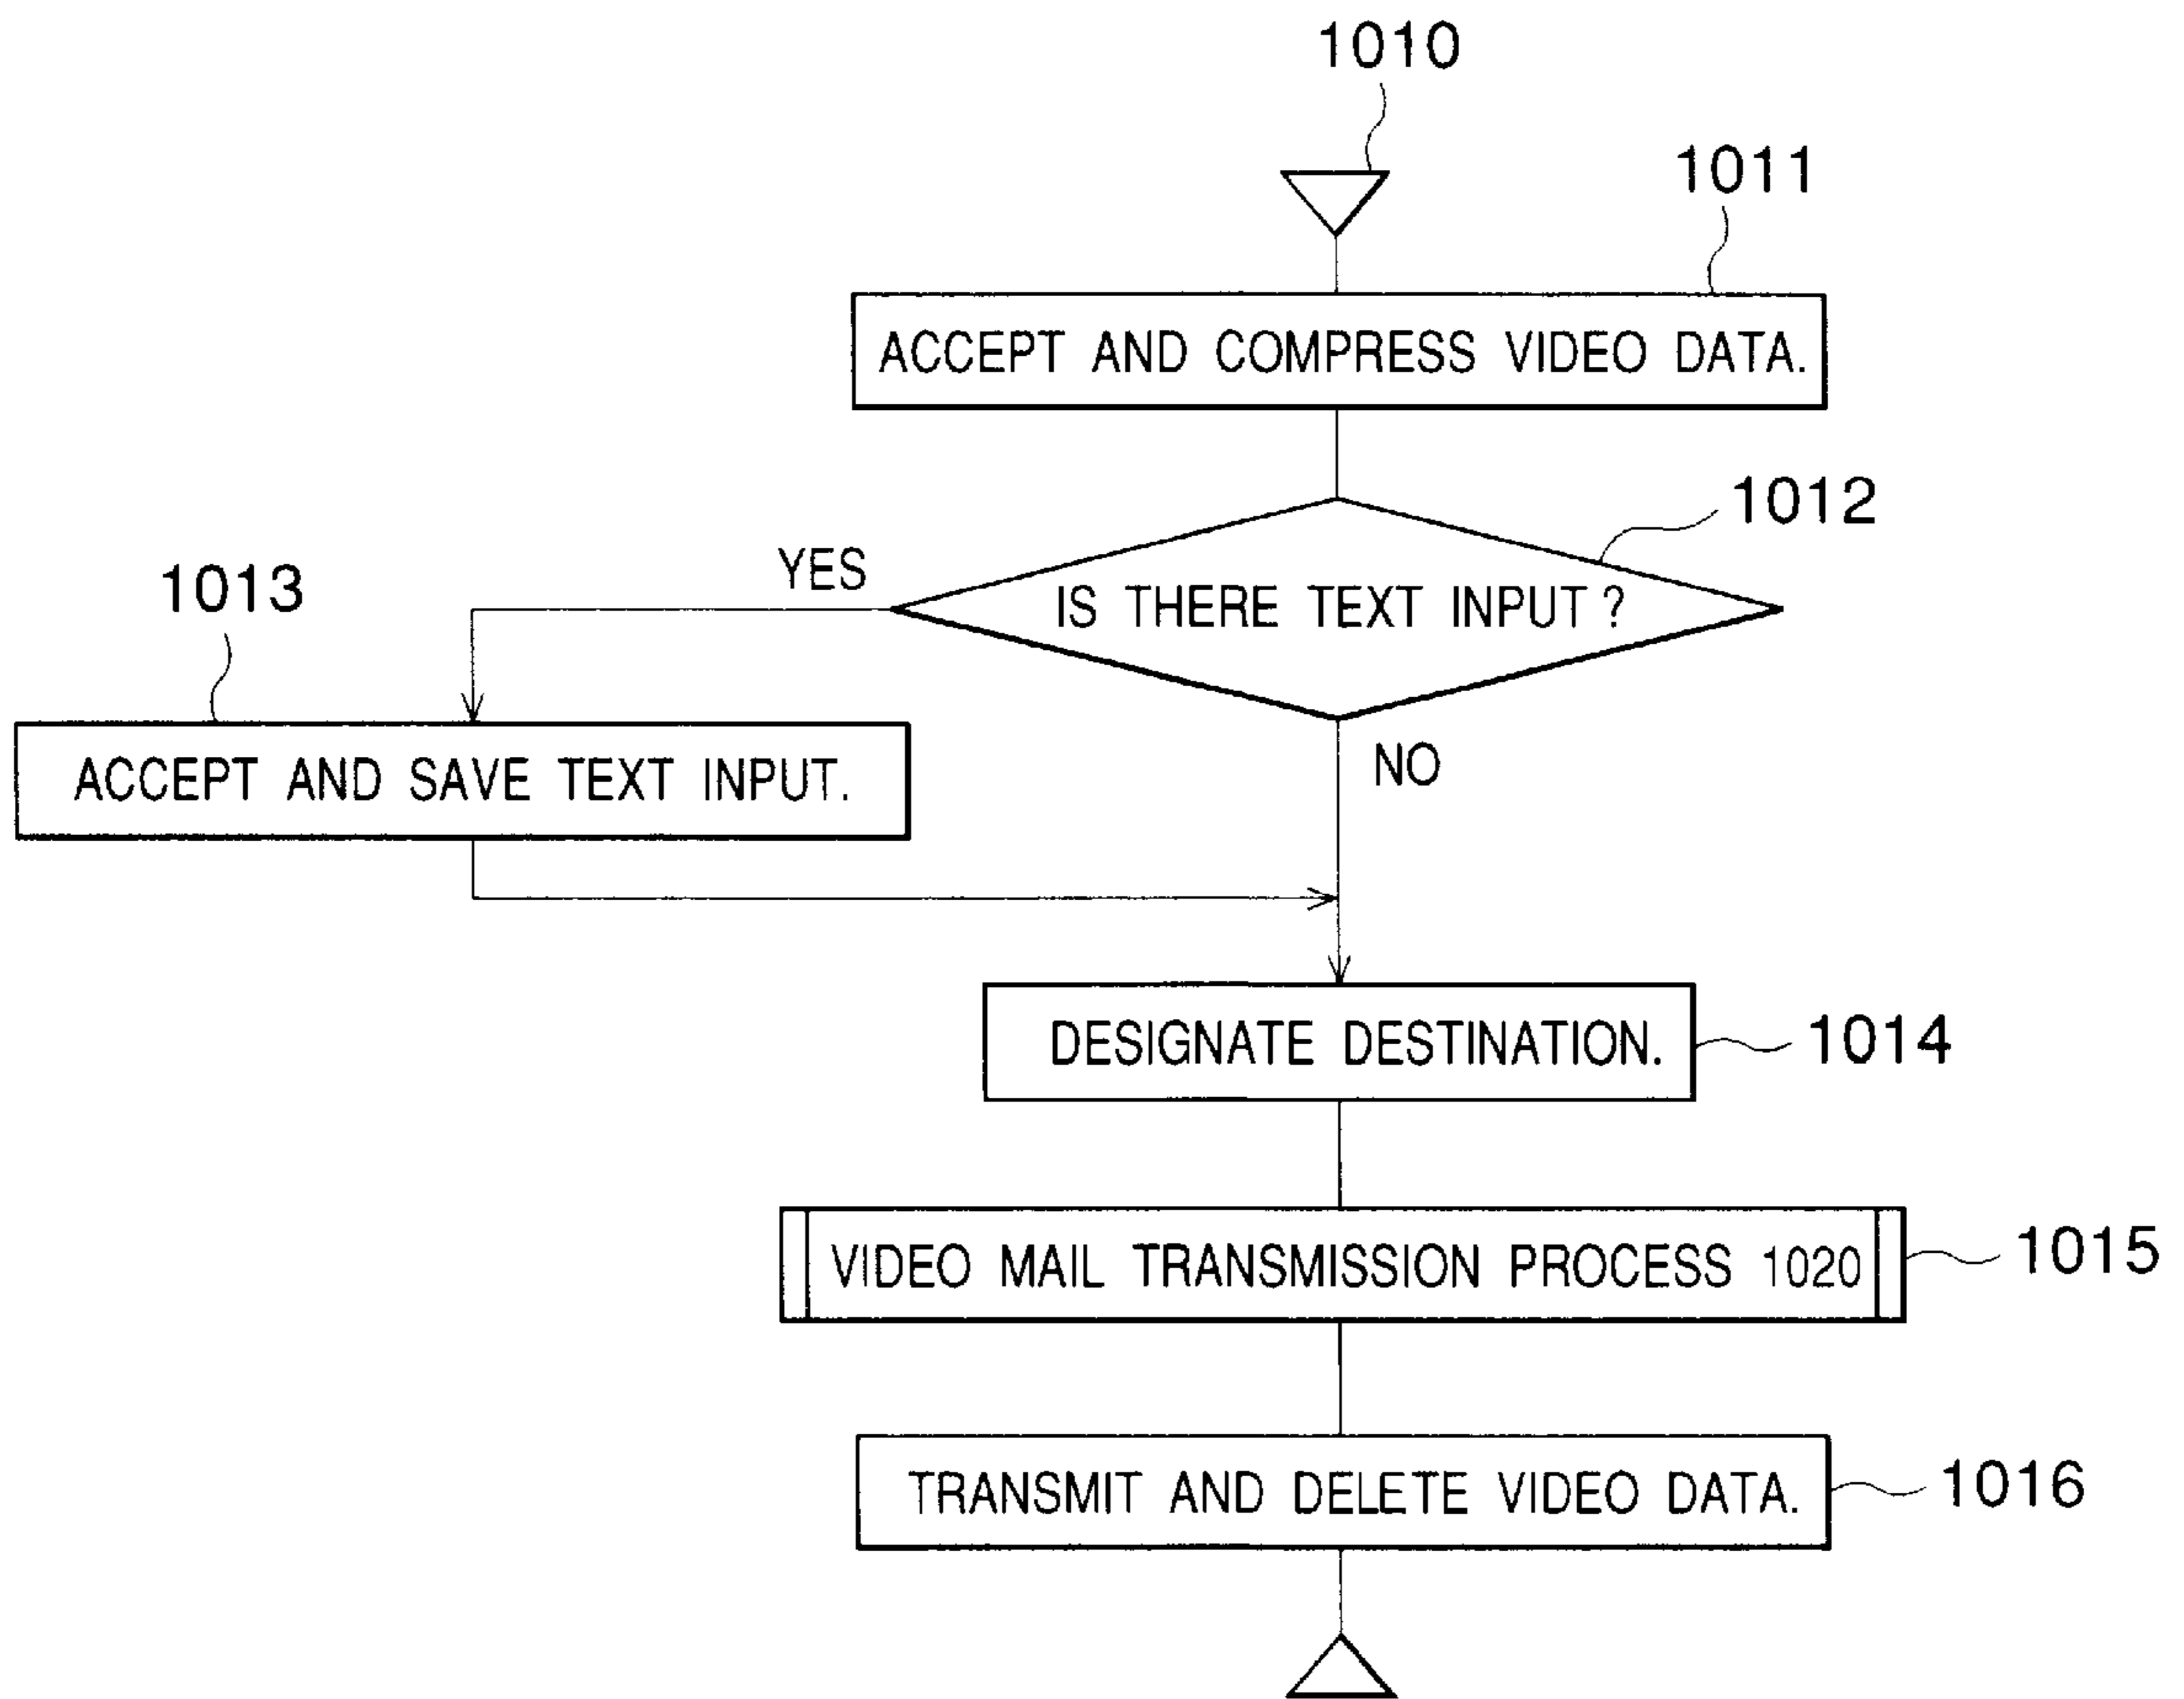 1010
1011
ACCEPT AND COMPRESS VIDEO DATA.
1012
YES
IS THERE TEXT INPUT?
1013
ACCEPT AND SAVE TEXT INPUT.
NO
DESIGNATE DESTINATION.
1014
VIDEO MAIL TRANSMISSION PROCESS 1020
1015
TRANSMIT AND DELETE VIDEO DATA.
1016